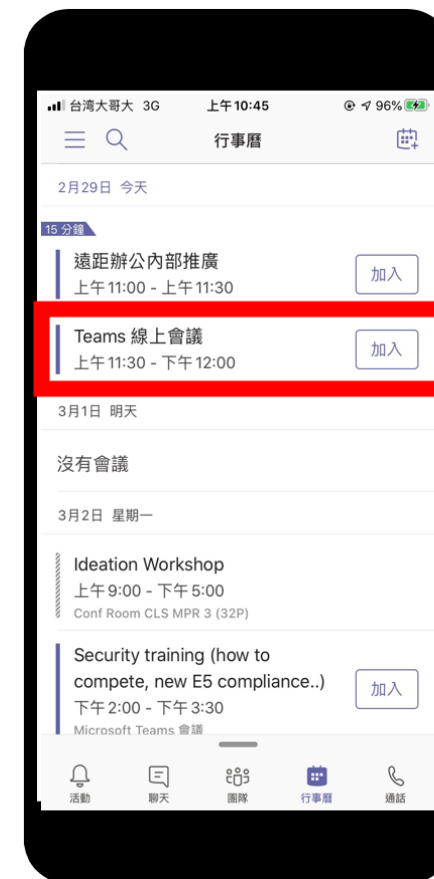 台湾大哥大 3G 上午10:45 96%
行事曆
2月29日 今天
15 分鐘
遠距辦公內部推廣
上午11:00 - 上午11:30
加入
Teams 線上會議
上午11:30 - 下午12:00
加入
3月1日 明天
沒有會議
3月2日 星期一
Ideation Workshop
上午9:00 - 下午5:00
Conf Room CLS MPR 3 (32P)
Security training (how to
compete, new E5 compliance..)
下午2:00 - 下午3:30
加入
Microsoft Teams 會議
活動 聊天 團隊 行事曆 通話